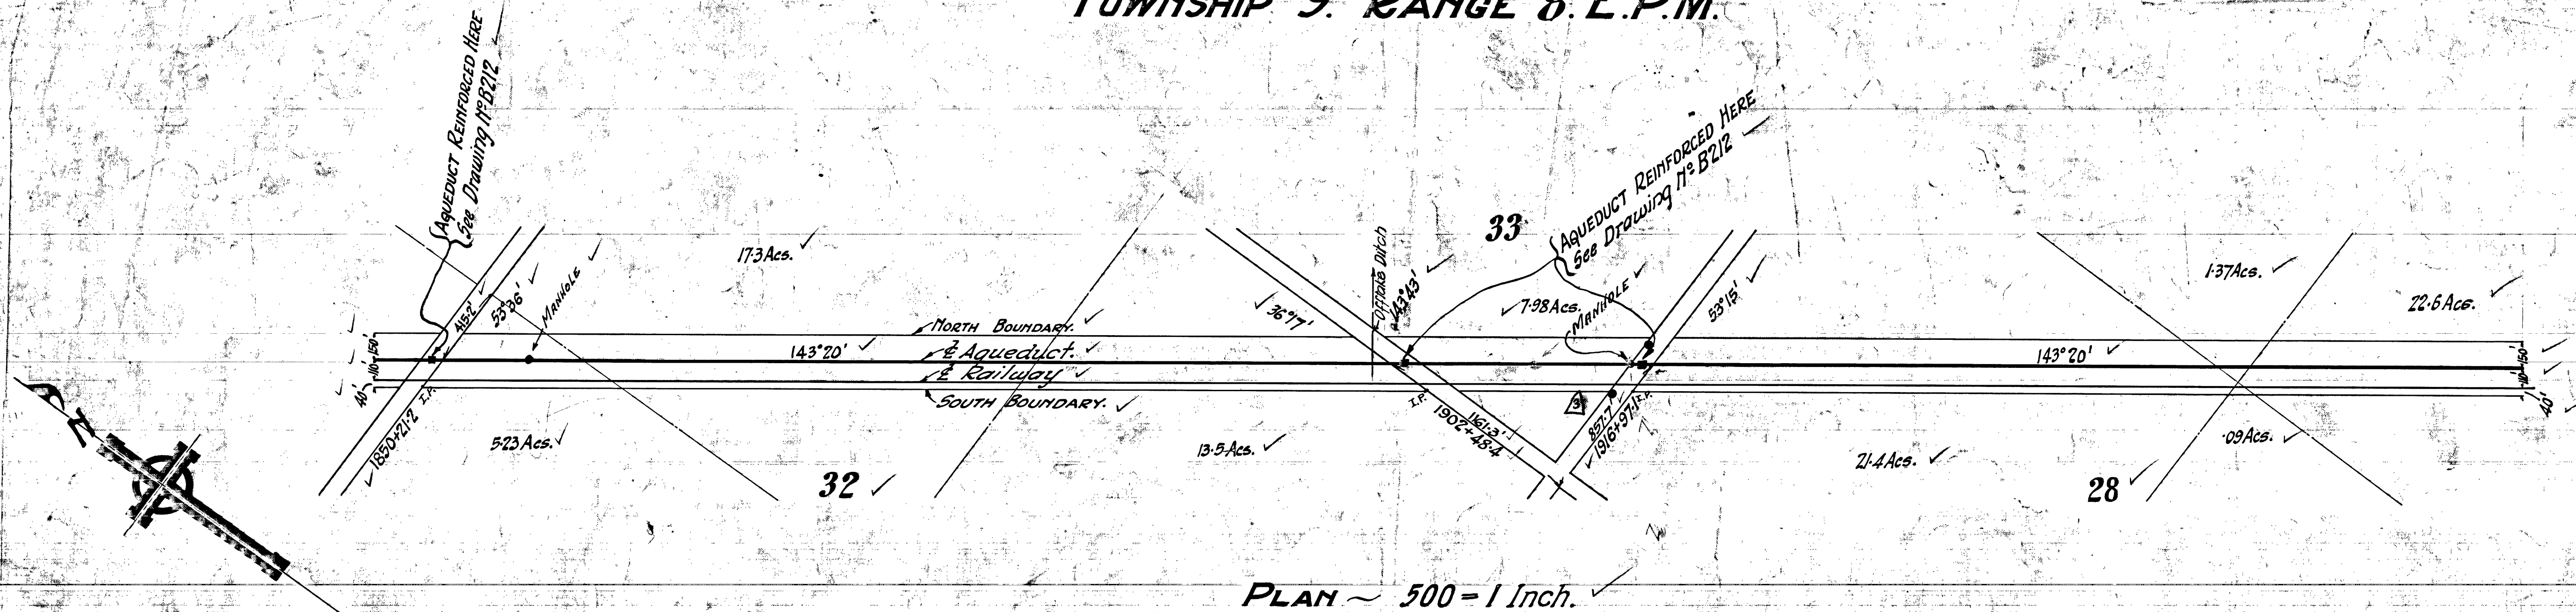 TOWNSHIP 9. RANGE 8. E.P.M.
AQUEDUCT REINFORCED HERE
See Drawing Nº B212
415·2'
53°36'
MANHOLE
17·3 Acs.
NORTH BOUNDARY.
143°20'
℄ Aqueduct.
℄ Railway
SOUTH BOUNDARY.
150'
110'
40'
I.P.
1850+21·2
5·23 Acs.
32
N
36°17'
Offtake Ditch
143°43'
33
AQUEDUCT REINFORCED HERE
See Drawing Nº B212
7·98 Acs.
MANHOLE
53°15'
I.P.
1161·3'
1902+48·4
3
857·7'
I.P.
1916+97·1
13·5 Acs.
143°20'
1·37 Acs.
22·6 Acs.
150'
110'
40'
21·4 Acs.
·09 Acs.
28
PLAN ~ 500 = 1 Inch.